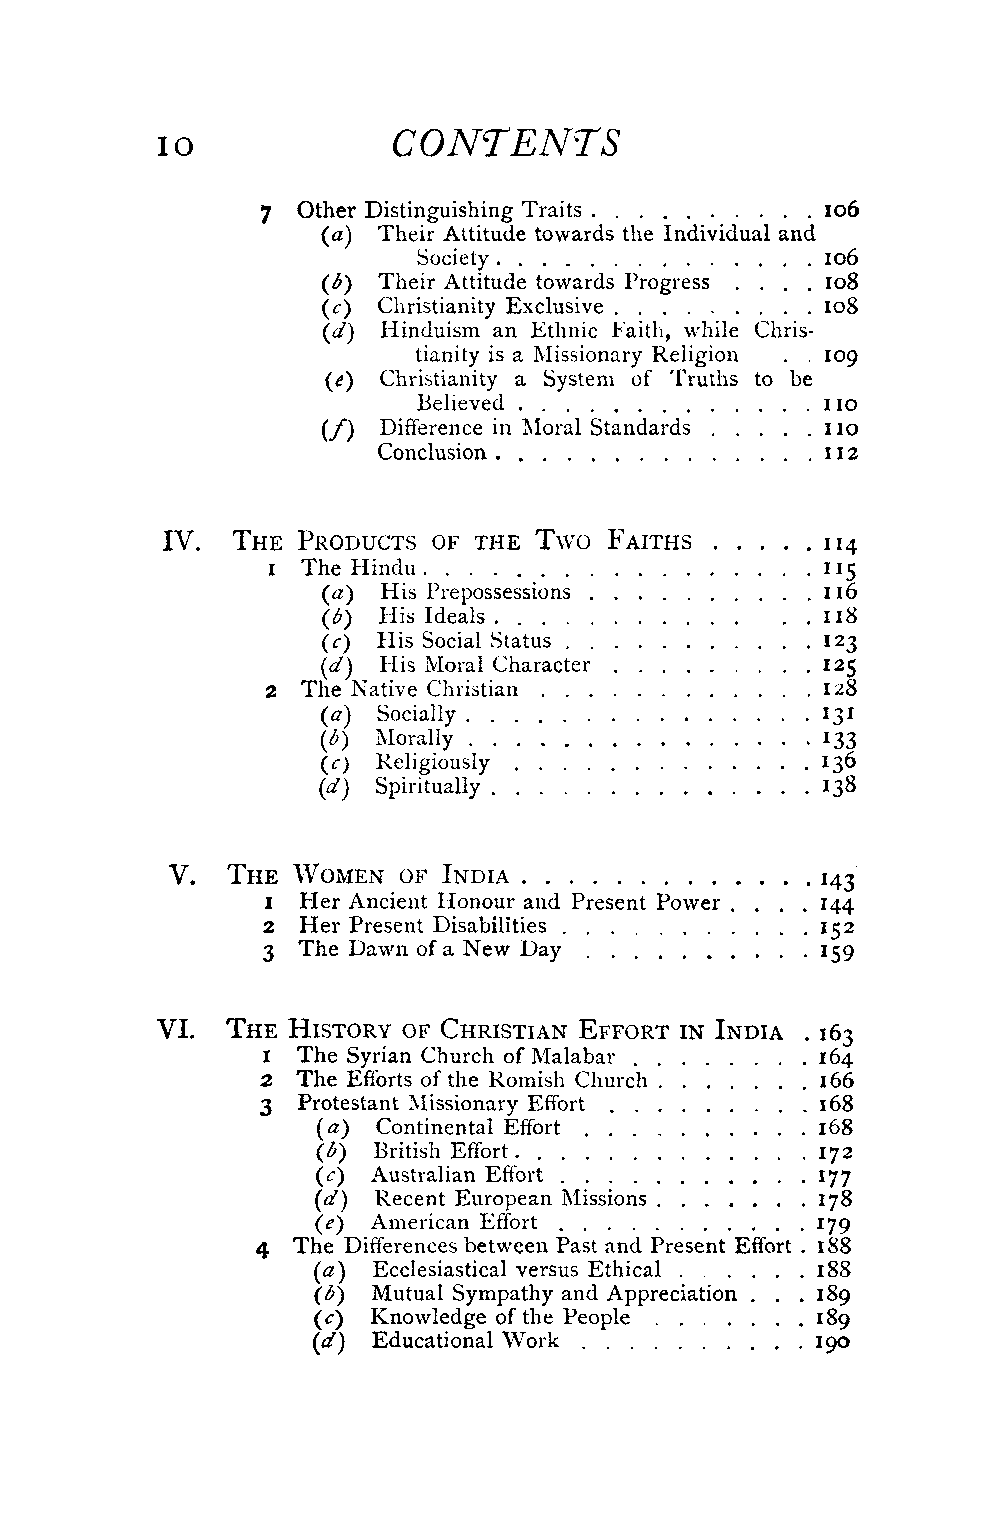 10 CONTENTS
7 Other Distinguishing Traits . . . . . . . . . . 106
(a) Their Attitude towards the Individual and
Society . . . . . . . . . . . . . . 106
(b) Their Attitude towards Progress . . . . 108
(c) Christianity Exclusive . . . . . . . . . 108
(d) Hinduism an Ethnic Faith, while Chris-
tianity is a Missionary Religion . . 109
(e) Christianity a System of Truths to be
Believed . . . . . . . . . . . . . 110
(f) Difference in Moral Standards . . . . . 110
Conclusion . . . . . . . . . . . . . . 112
IV. The Products of the Two Faiths . . . . . 114
1 The Hindu . . . . . . . . . . . . . . . . . 115
(a) His Prepossessions . . . . . . . . . . 116
(b) His Ideals . . . . . . . . . . . . . 118
(c) His Social Status . . . . . . . . . . . 123
(d) His Moral Character . . . . . . . . . 125
2 The Native Christian . . . . . . . . . . . . 128
(a) Socially . . . . . . . . . . . . . . . 131
(b) Morally . . . . . . . . . . . . . . . 133
(c) Religiously . . . . . . . . . . . . . 136
(d) Spiritually . . . . . . . . . . . . . . 138
V. The Women of India . . . . . . . . . . . . . 143
1 Her Ancient Honour and Present Power . . . . 144
2 Her Present Disabilities . . . . . . . . . . . 152
3 The Dawn of a New Day . . . . . . . . . . 159
VI. The History of Christian Effort in India . 163
1 The Syrian Church of Malabar . . . . . . . . 164
2 The Efforts of the Romish Church . . . . . . . 166
3 Protestant Missionary Effort . . . . . . . . . 168
(a) Continental Effort . . . . . . . . . . 168
(b) British Effort . . . . . . . . . . . . . 172
(c) Australian Effort . . . . . . . . . . . 177
(d) Recent European Missions . . . . . . . 178
(e) American Effort . . . . . . . . . . . 179
4 The Differences between Past and Present Effort . 188
(a) Ecclesiastical versus Ethical . . . . . . 188
(b) Mutual Sympathy and Appreciation . . . 189
(c) Knowledge of the People . . . . . . . 189
(d) Educational Work . . . . . . . . . . 190